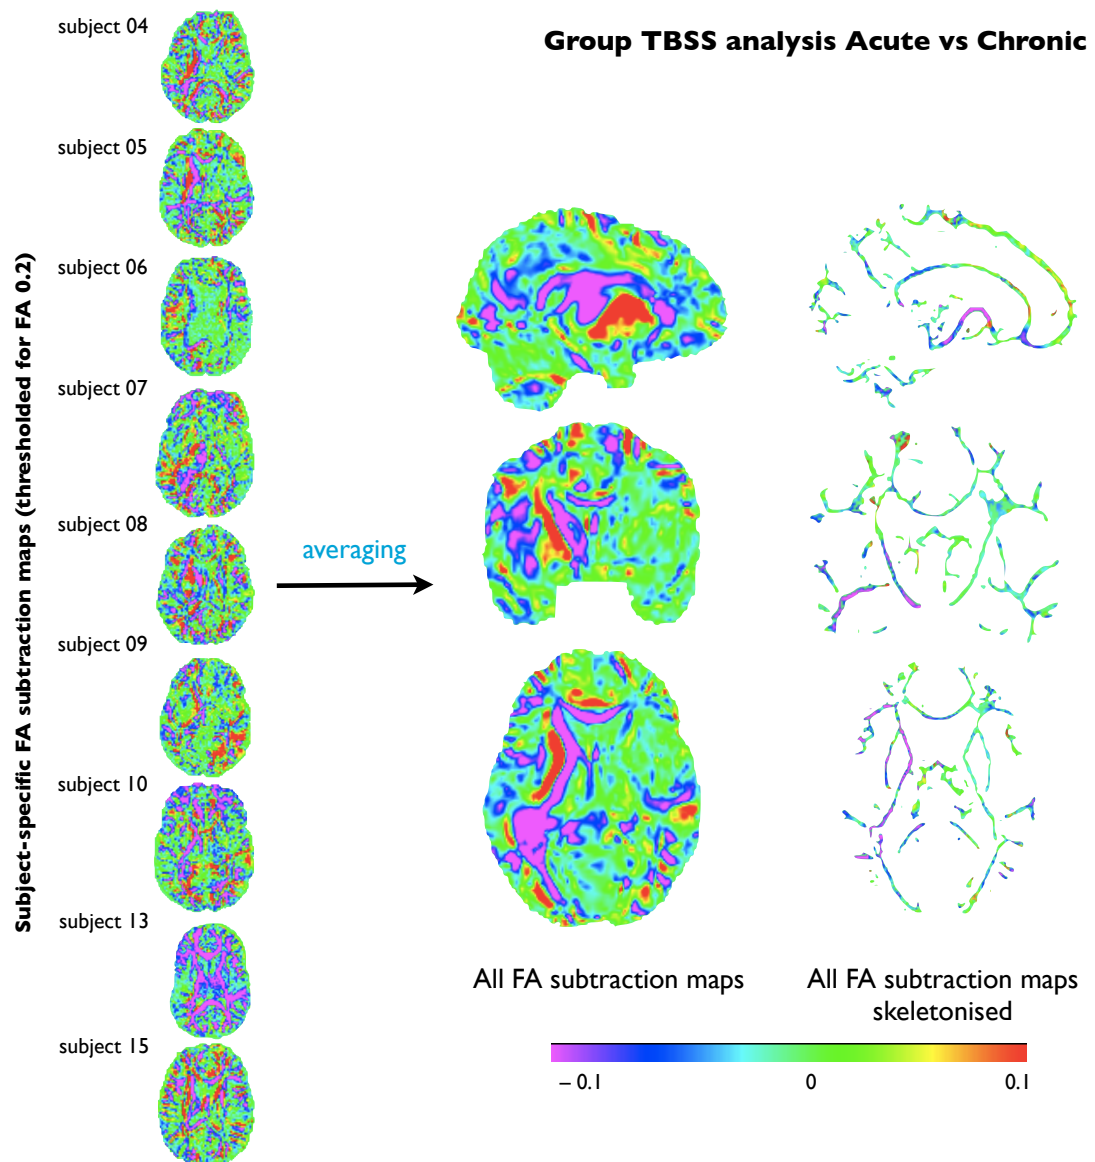 Group TBSS analysis Acute vs Chronic
Subject-specific FA subtraction maps (thresholded for FA 0.2)
subject 04
subject 05
subject 06
subject 07
subject 08
subject 09
subject 10
subject 13
subject 15
averaging
All FA subtraction maps
All FA subtraction maps
skeletonised
– 0.1 0 0.1